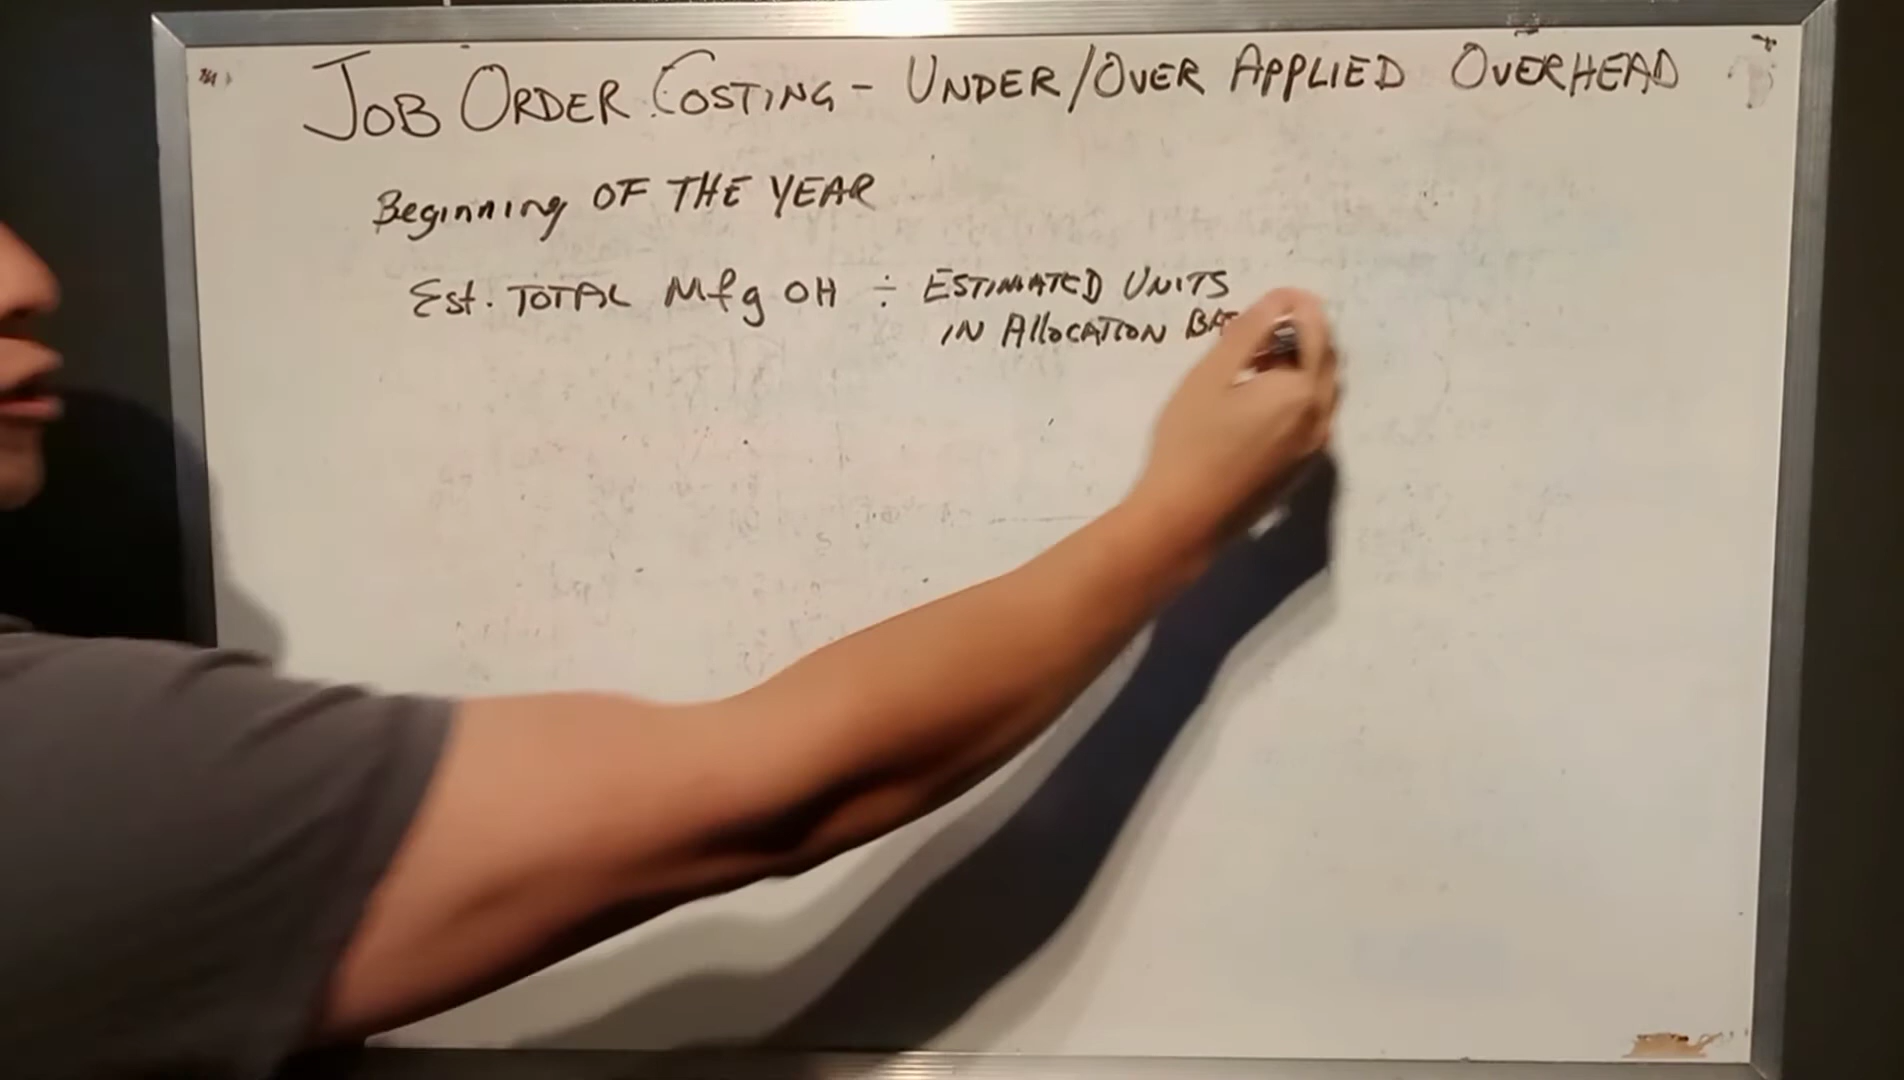 JOB ORDER COSTING - UNDER/OVER APPLIED OVERHEAD
Beginning OF THE YEAR
Est. TOTAL Mfg OH ÷ ESTIMATED UNITS
IN AllOCATION